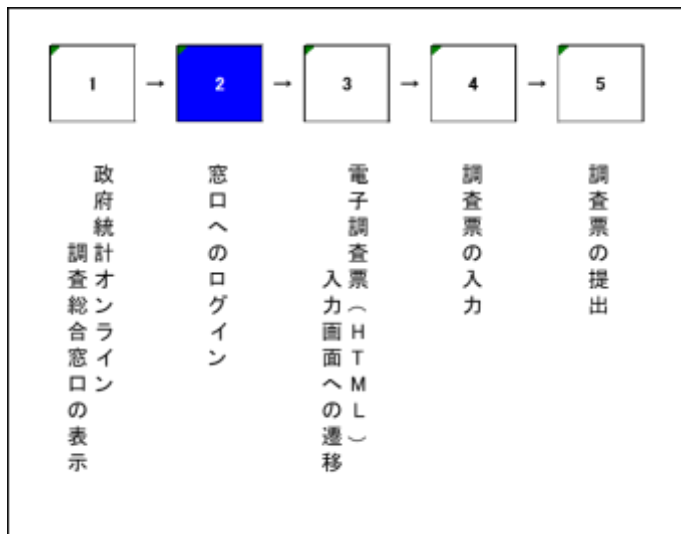 1 → 2 → 3 → 4 → 5
政府統計オンライン
調査総合窓口の表示
窓口へのログイン
電子調査票（HTML）
入力画面への遷移
調査票の入力
調査票の提出